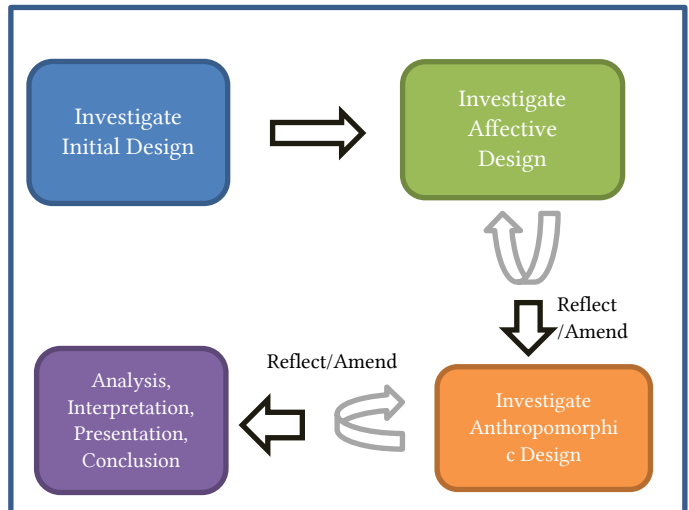 Investigate
Initial Design
Investigate
Affective
Design
Reflect
/Amend
Reflect/Amend
Analysis,
Interpretation,
Presentation,
Conclusion
Investigate
Anthropomorphi
c Design